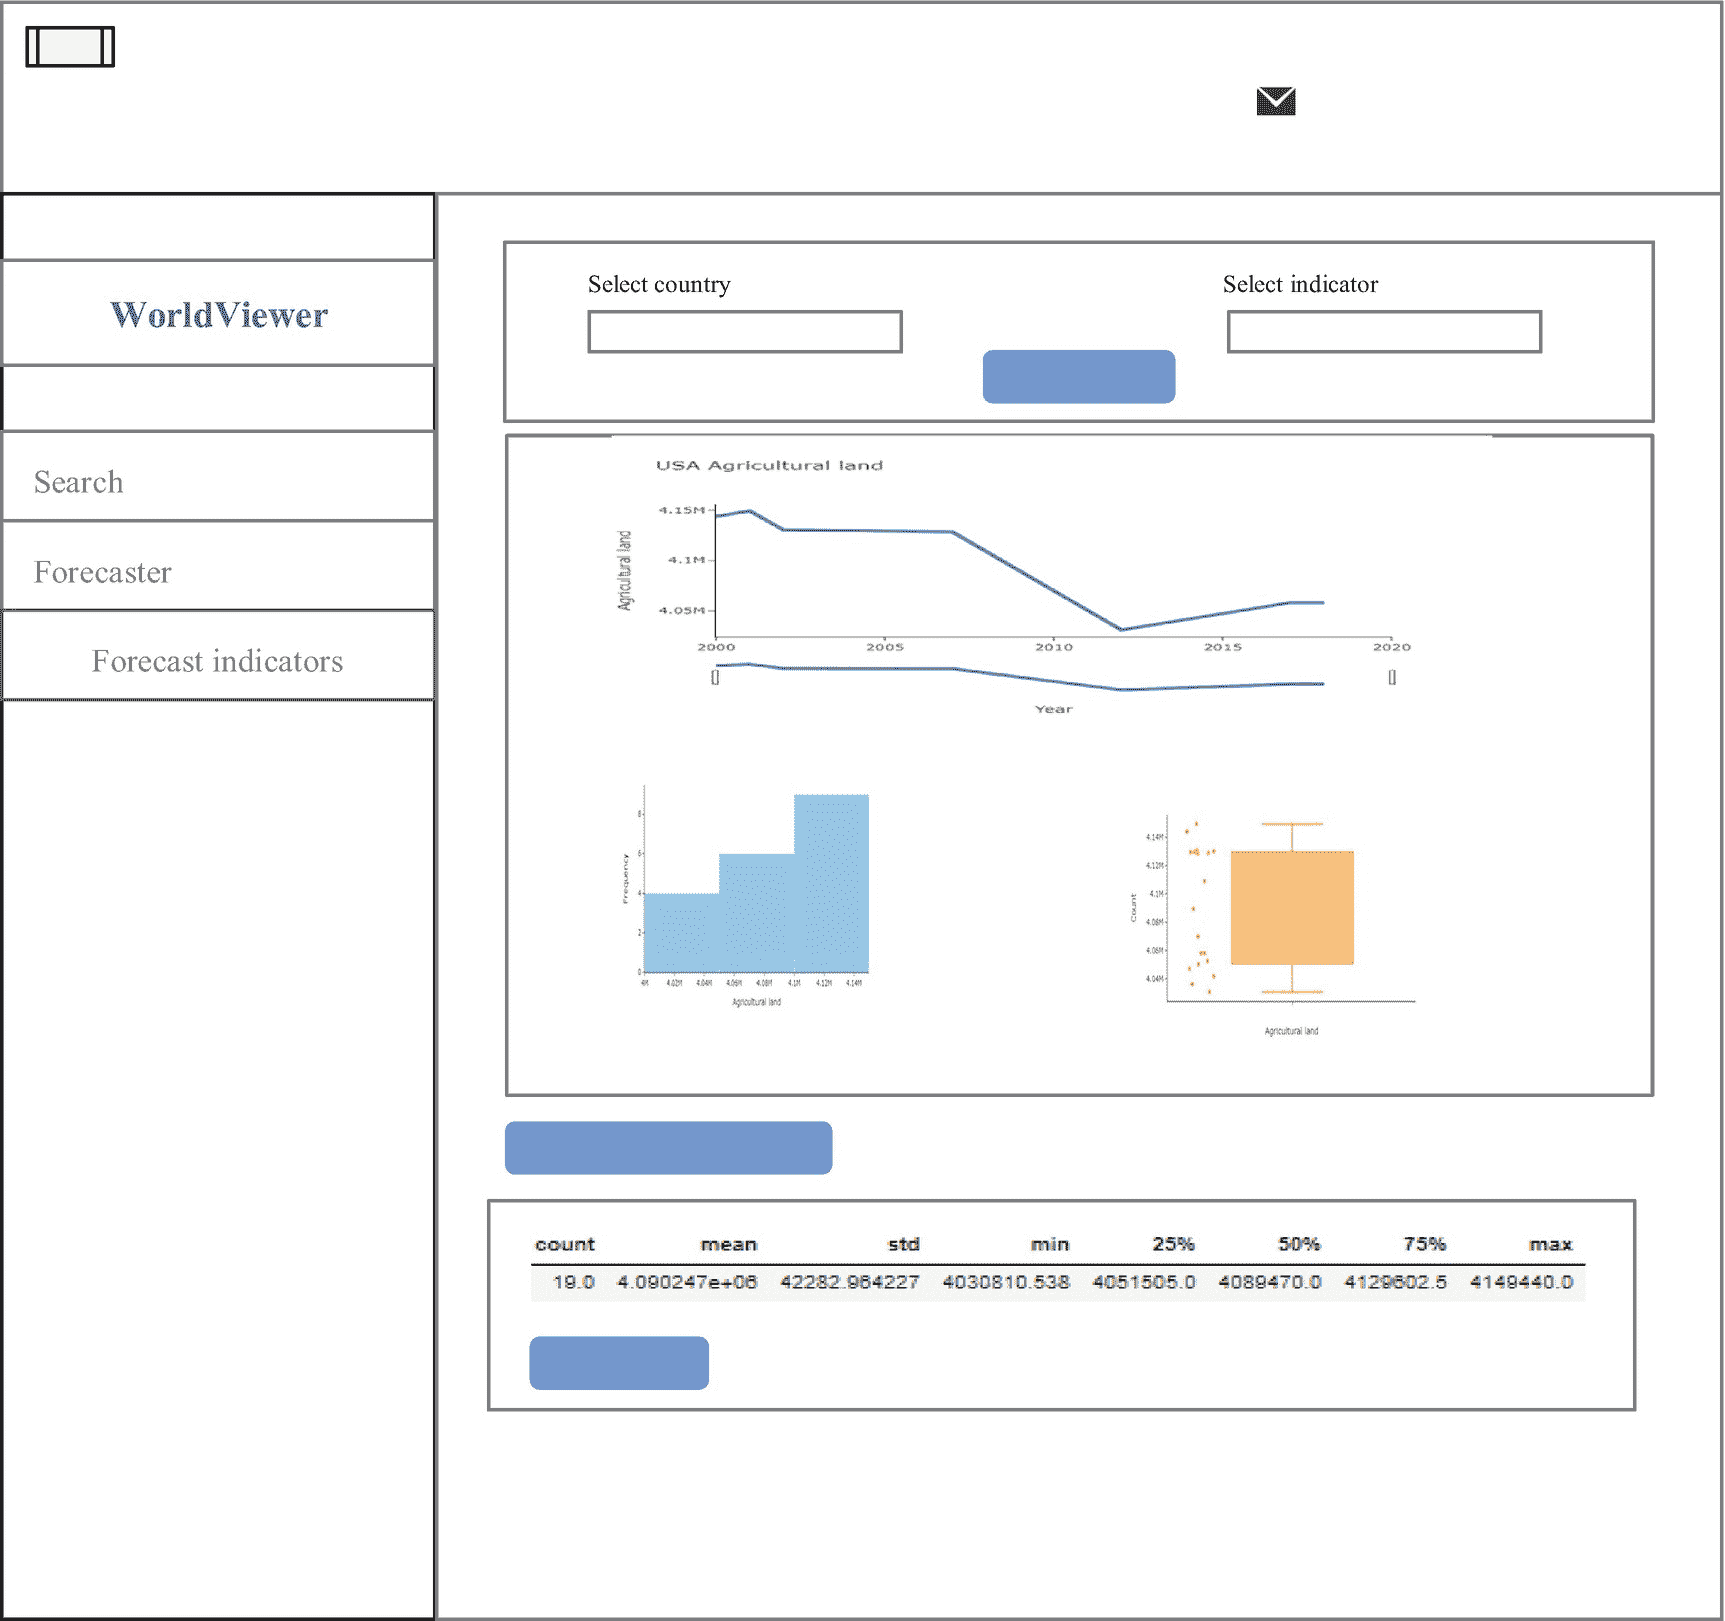 WorldViewer
Search
Forecaster
Forecast indicators
Select country
Select indicator
USA Agricultural land
Agricultural land
4.15M
4.1M
4.05M
2000 2005 2010 2015 2020
Year
Frequency
8
6
4
2
0
4M 4.02M 4.04M 4.06M 4.08M 4.1M 4.12M 4.14M
Agricultural land
Count
4.14M
4.12M
4.1M
4.08M
4.06M
4.04M
Agricultural land
count mean std min 25% 50% 75% max
19.0 4.090247e+06 42282.964227 4030810.538 4051505.0 4089470.0 4129602.5 4149440.0